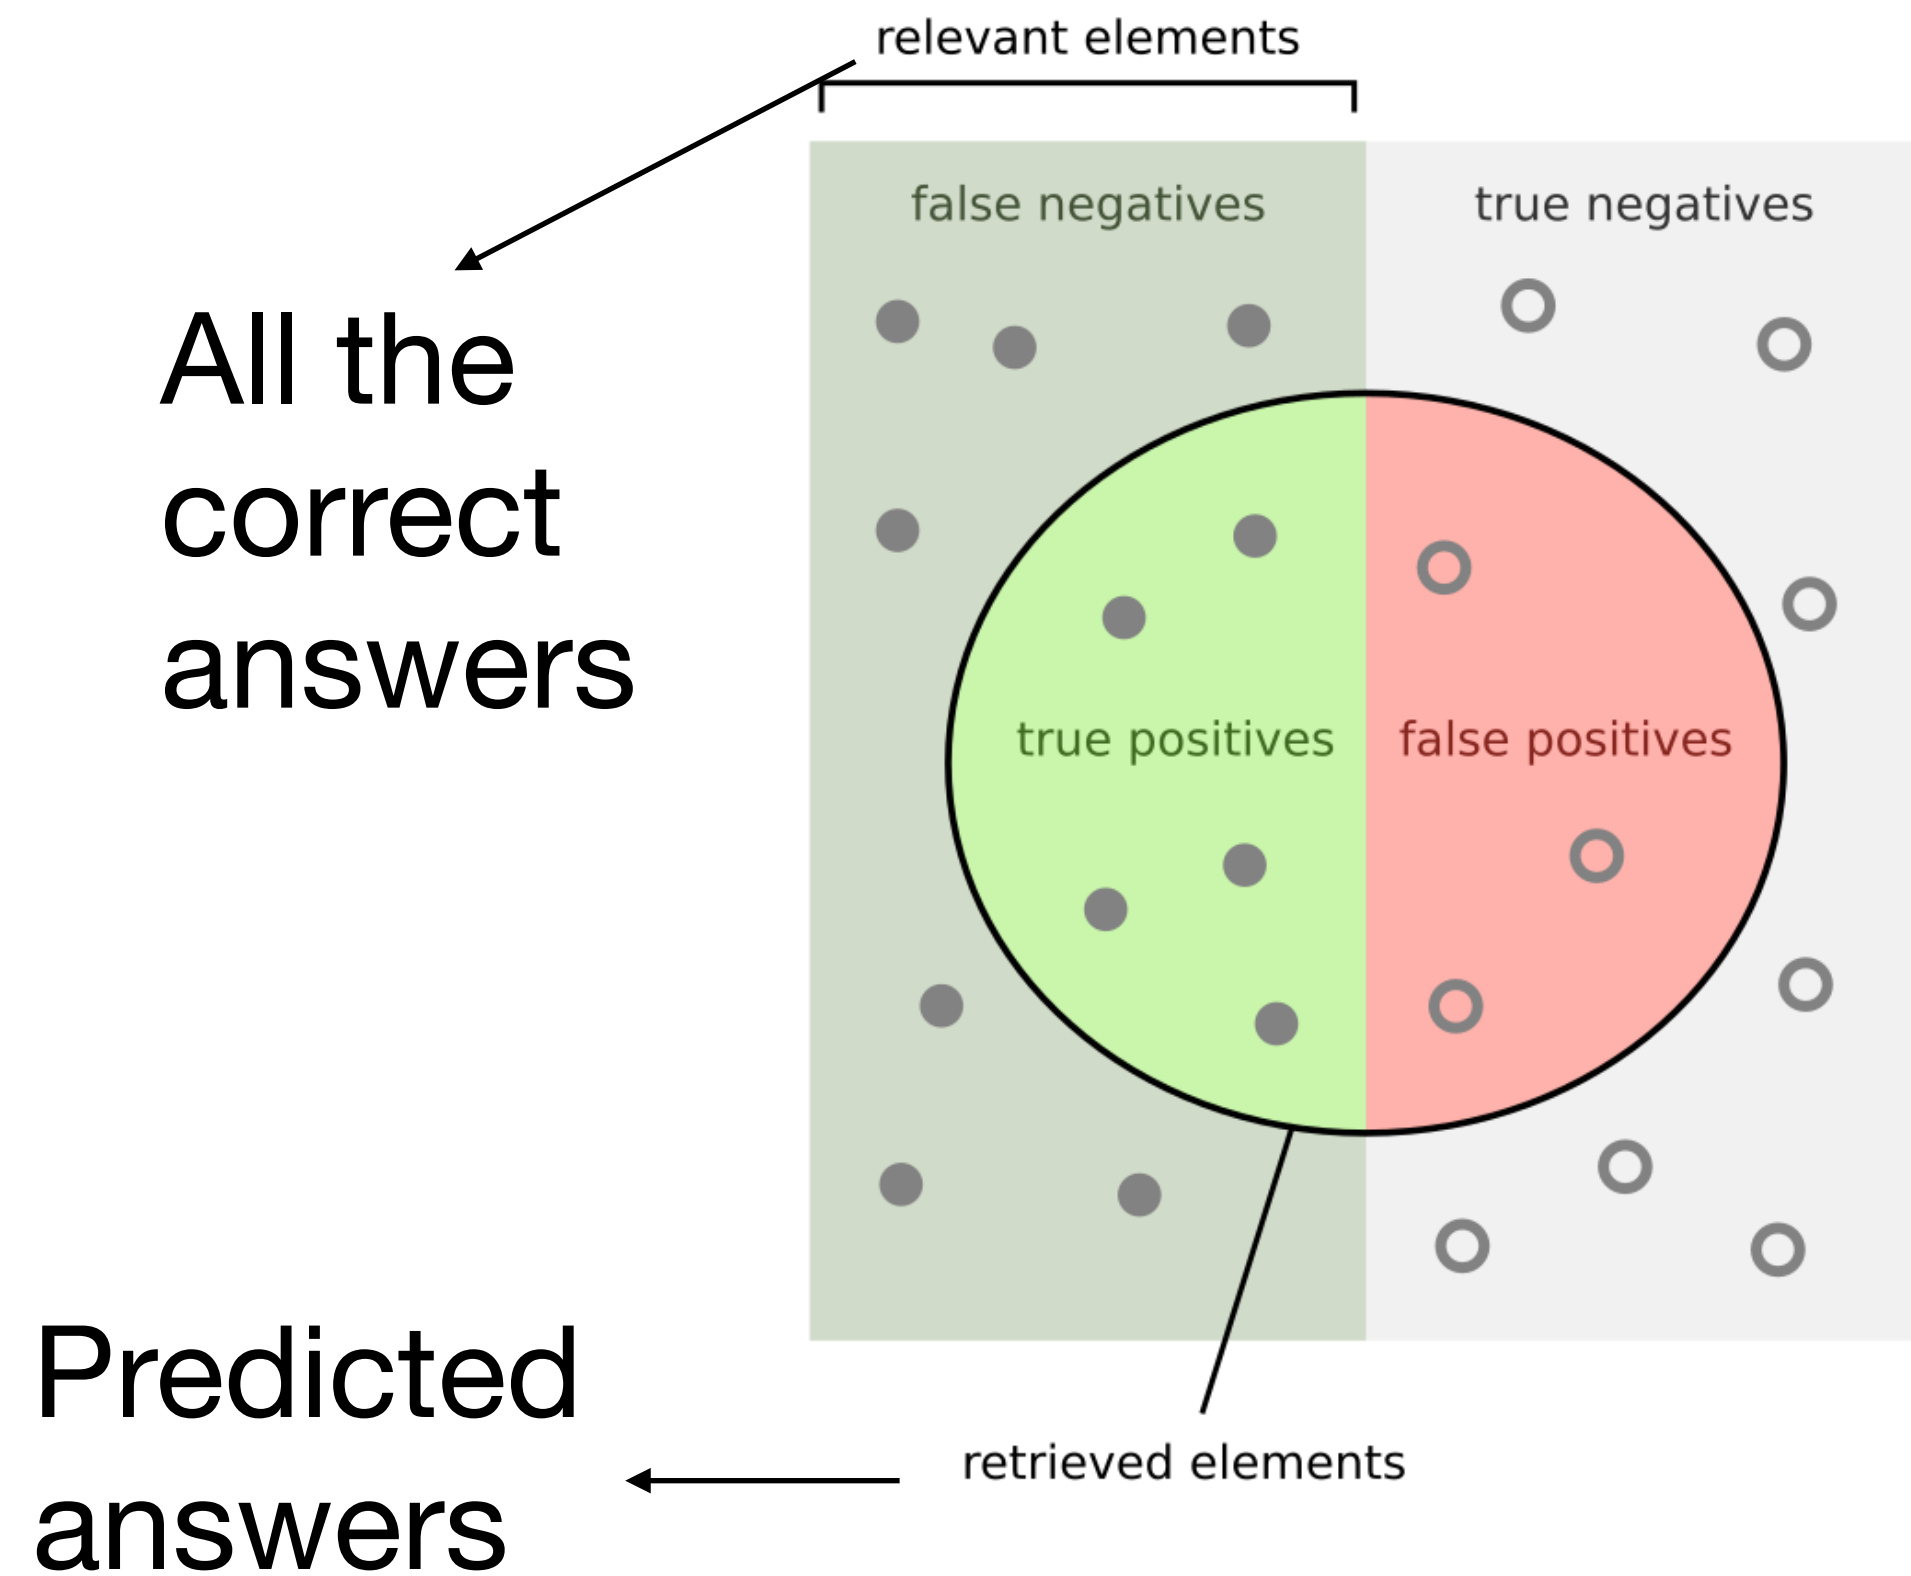 relevant elements
false negatives
true negatives
All the
correct
answers
true positives
false positives
Predicted
answers
retrieved elements